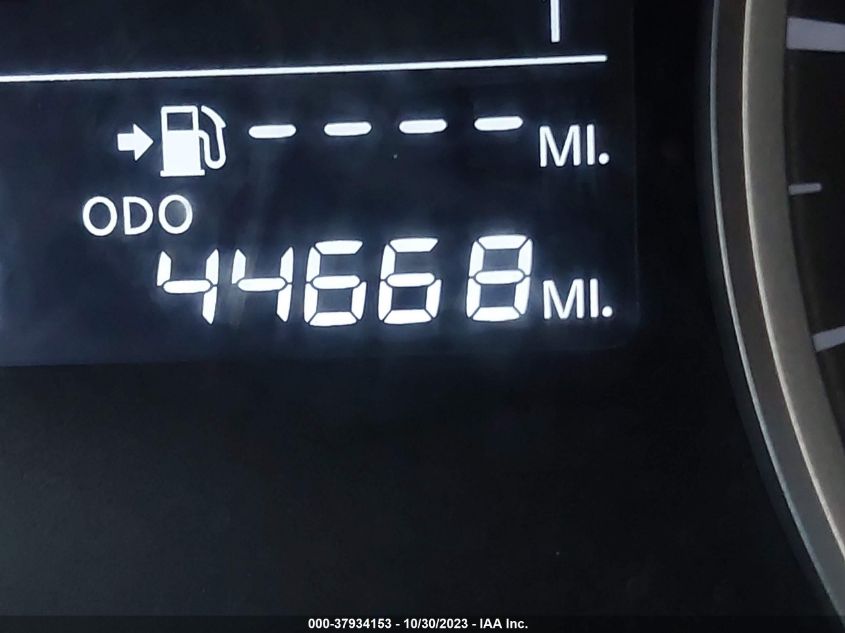 ---- MI.
ODO
44668 MI.
000-37934153 - 10/30/2023 - IAA Inc.